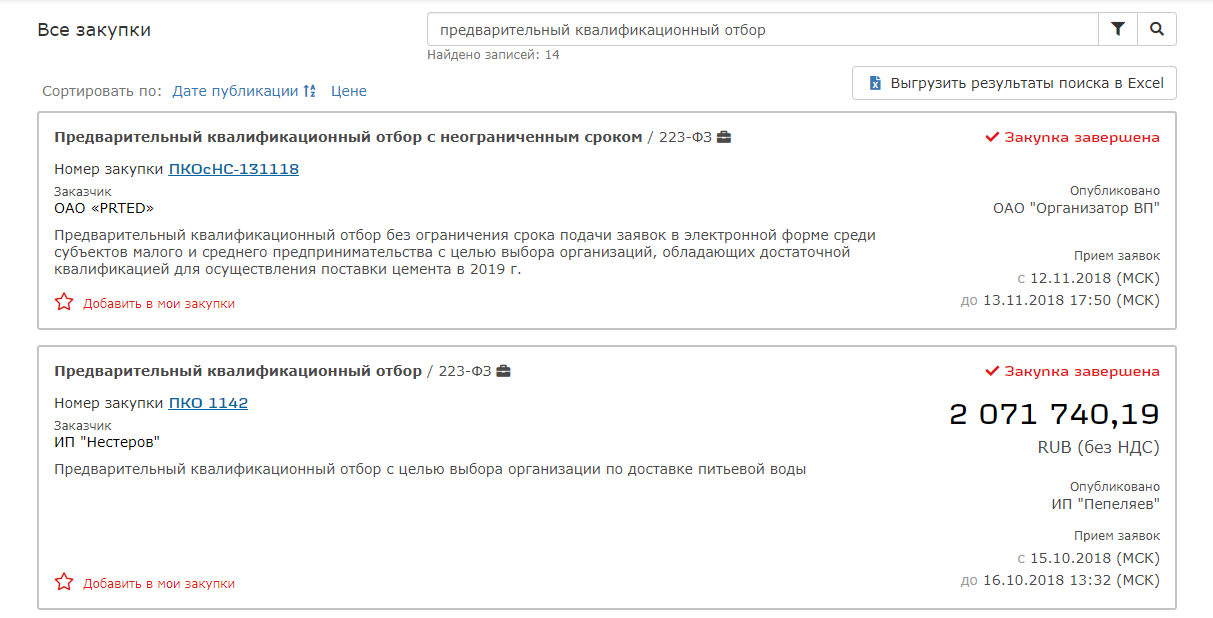 Все закупки
предварительный квалификационный отбор
Найдено записей: 14
Сортировать по: Дате публикации Цене
Выгрузить результаты поиска в Excel
Предварительный квалификационный отбор с неограниченным сроком / 223-ФЗ
Закупка завершена
Номер закупки ПКОсНС-131118
Заказчик
ОАО «PRTED»
Опубликовано
ОАО "Организатор ВП"
Предварительный квалификационный отбор без ограничения срока подачи заявок в электронной форме среди
субъектов малого и среднего предпринимательства с целью выбора организаций, обладающих достаточной
квалификацией для осуществления поставки цемента в 2019 г.
Прием заявок
с 12.11.2018 (МСК)
до 13.11.2018 17:50 (МСК)
Добавить в мои закупки
Предварительный квалификационный отбор / 223-ФЗ
Закупка завершена
Номер закупки ПКО 1142
Заказчик
ИП "Нестеров"
2 071 740,19
RUB (без НДС)
Предварительный квалификационный отбор с целью выбора организации по доставке питьевой воды
Опубликовано
ИП "Пепеляев"
Прием заявок
с 15.10.2018 (МСК)
до 16.10.2018 13:32 (МСК)
Добавить в мои закупки